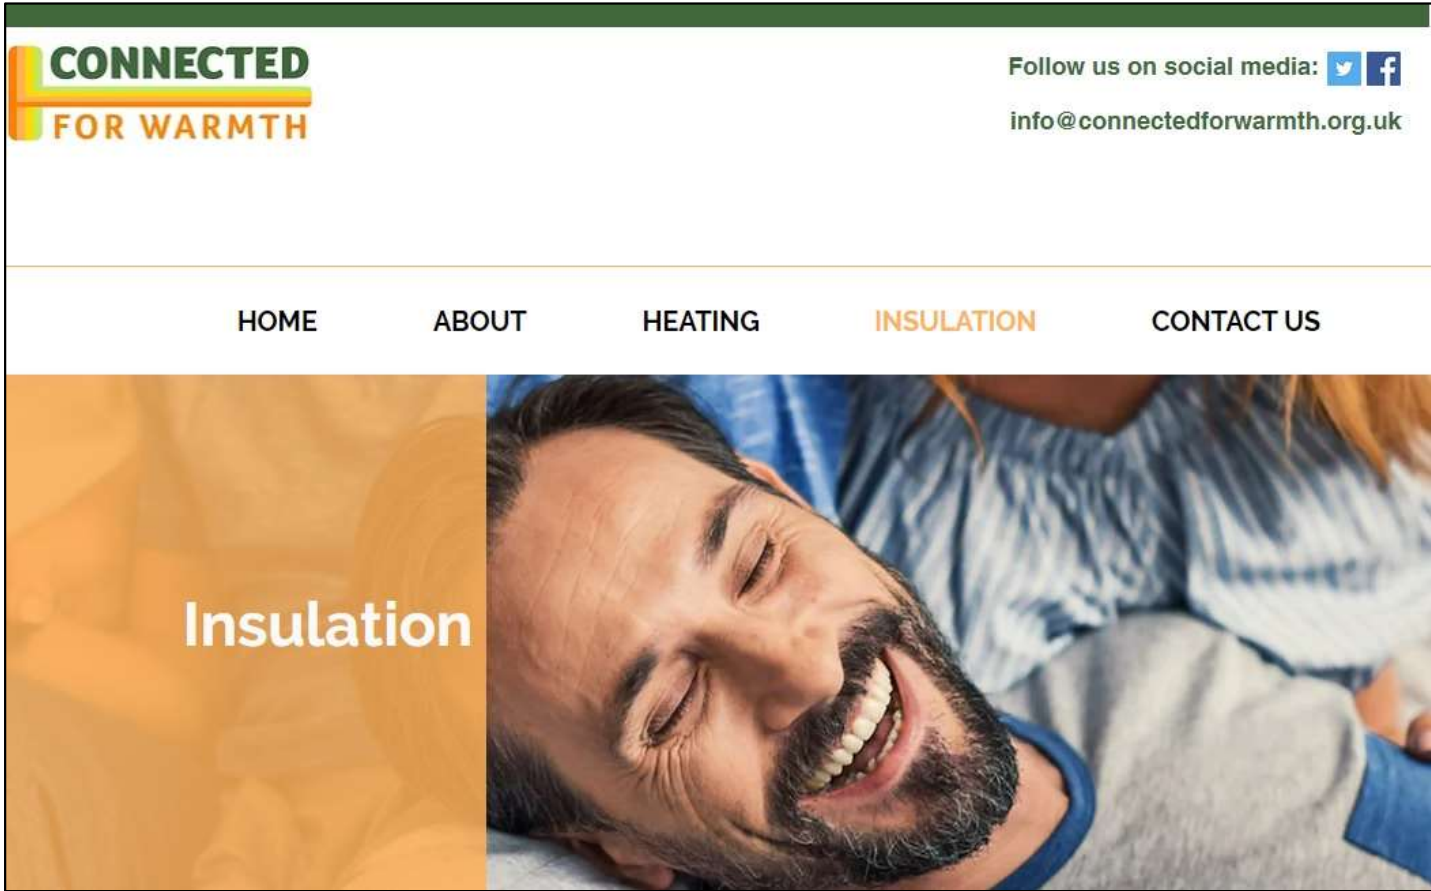 CONNECTED
FOR WARMTH
Follow us on social media:
info@connectedforwarmth.org.uk
HOME ABOUT HEATING INSULATION CONTACT US
Insulation